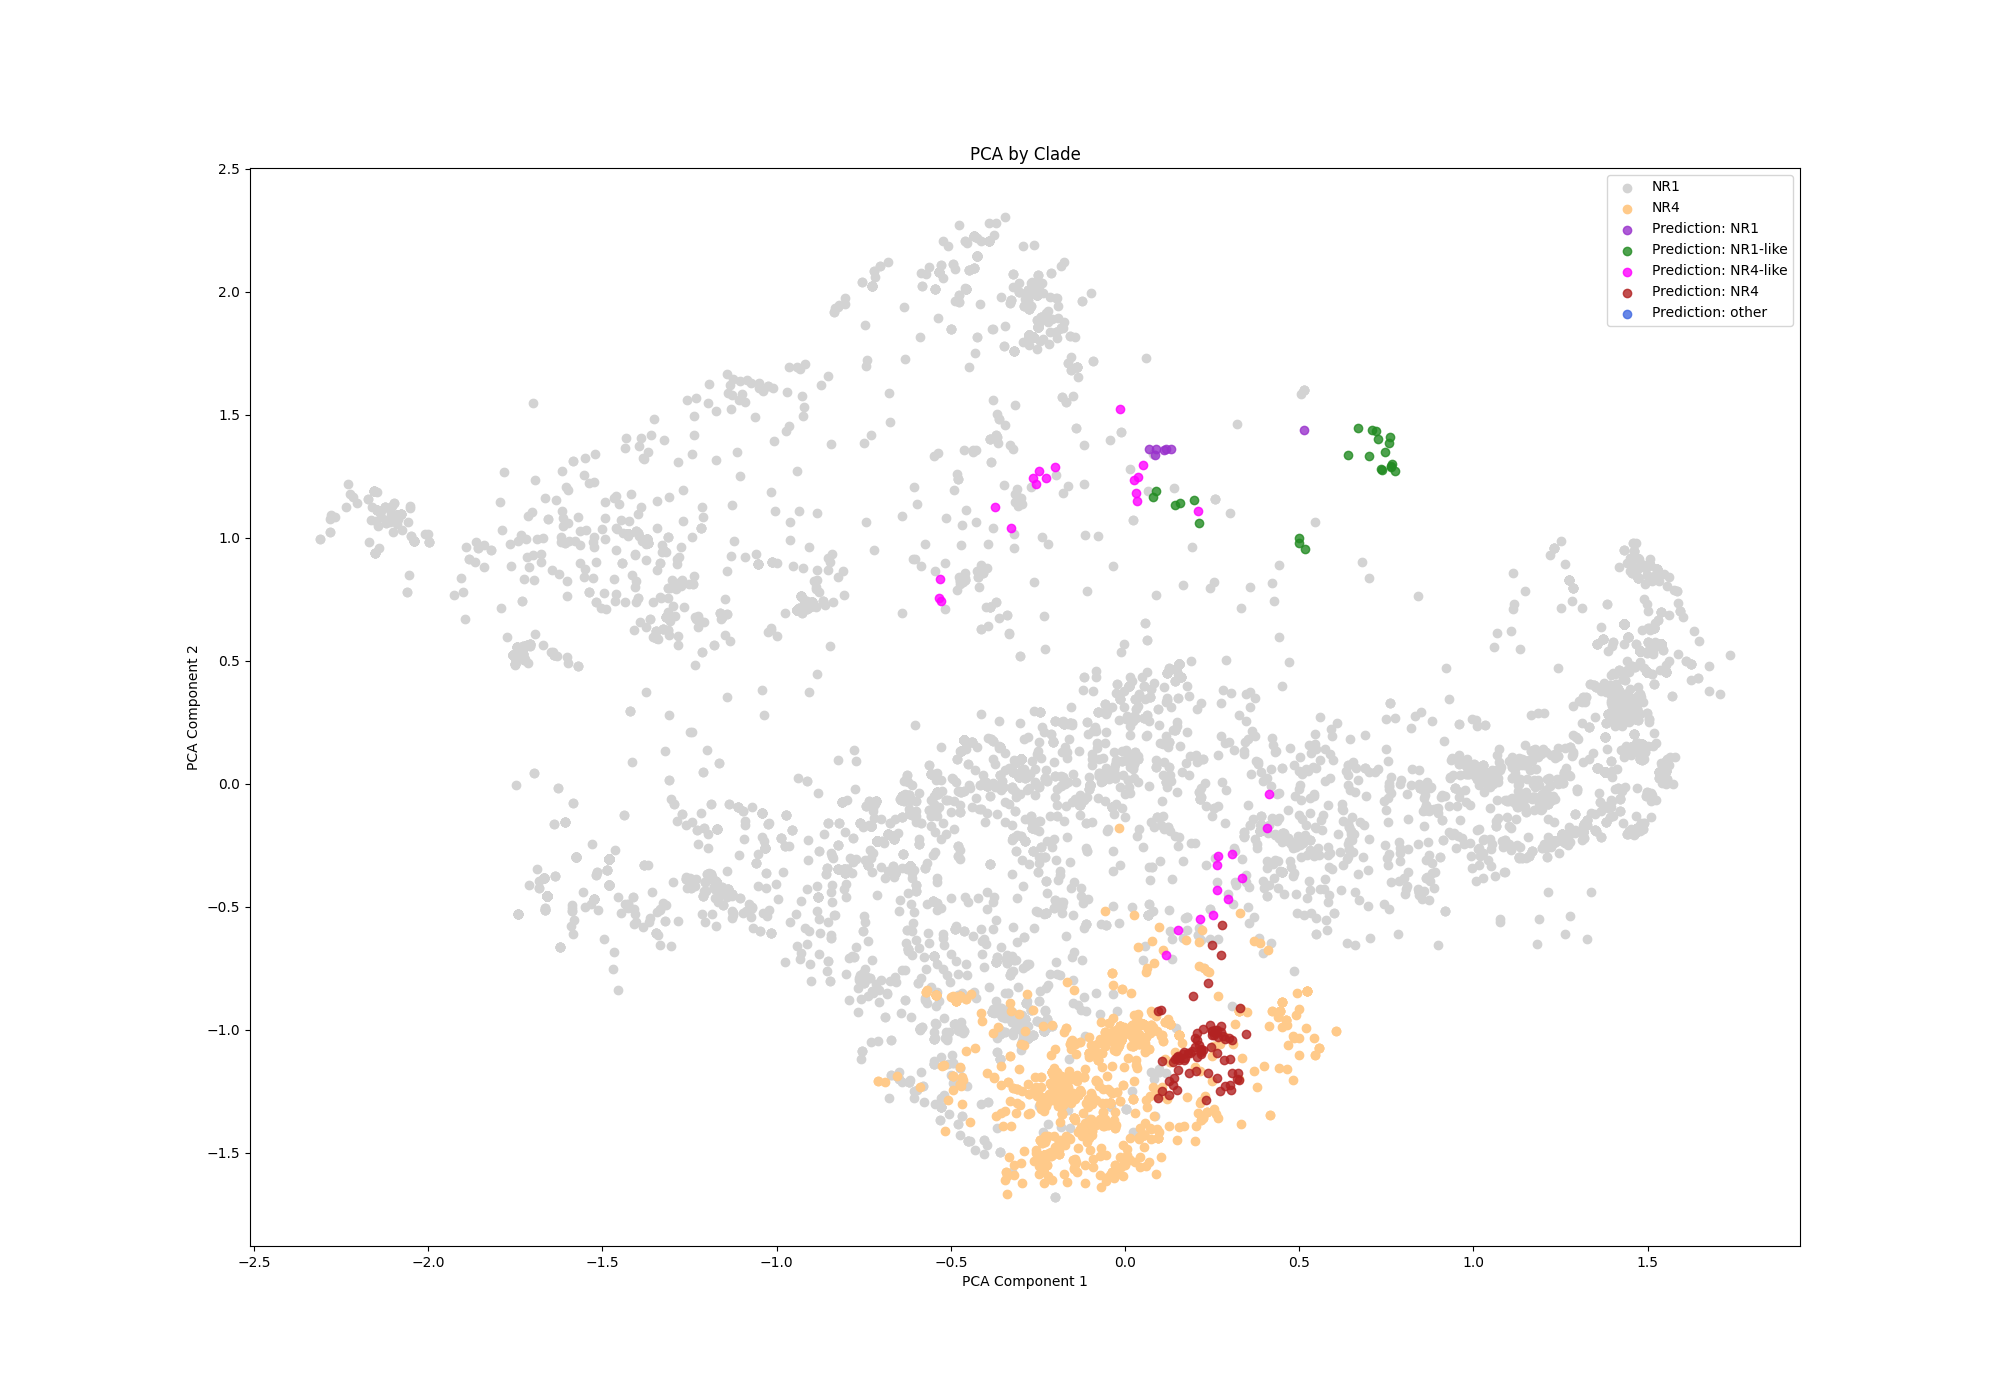 PCA by Clade
2.5
2.0
1.5
1.0
0.5
0.0
−0.5
−1.0
−1.5
PCA Component 2
NR1
NR4
Prediction: NR1
Prediction: NR1-like
Prediction: NR4-like
Prediction: NR4
Prediction: other
−2.5 −2.0 −1.5 −1.0 −0.5 0.0 0.5 1.0 1.5
PCA Component 1